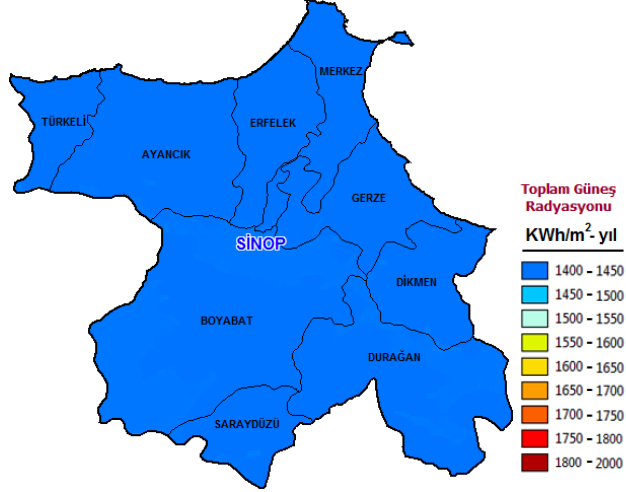 MERKEZ
TÜRKELİ
ERFELEK
AYANCIK
GERZE
SİNOP
DİKMEN
BOYABAT
DURAĞAN
SARAYDÜZÜ
Toplam Güneş
Radyasyonu
KWh/m²- yıl
1400 - 1450
1450 - 1500
1500 - 1550
1550 - 1600
1600 - 1650
1650 - 1700
1700 - 1750
1750 - 1800
1800 - 2000